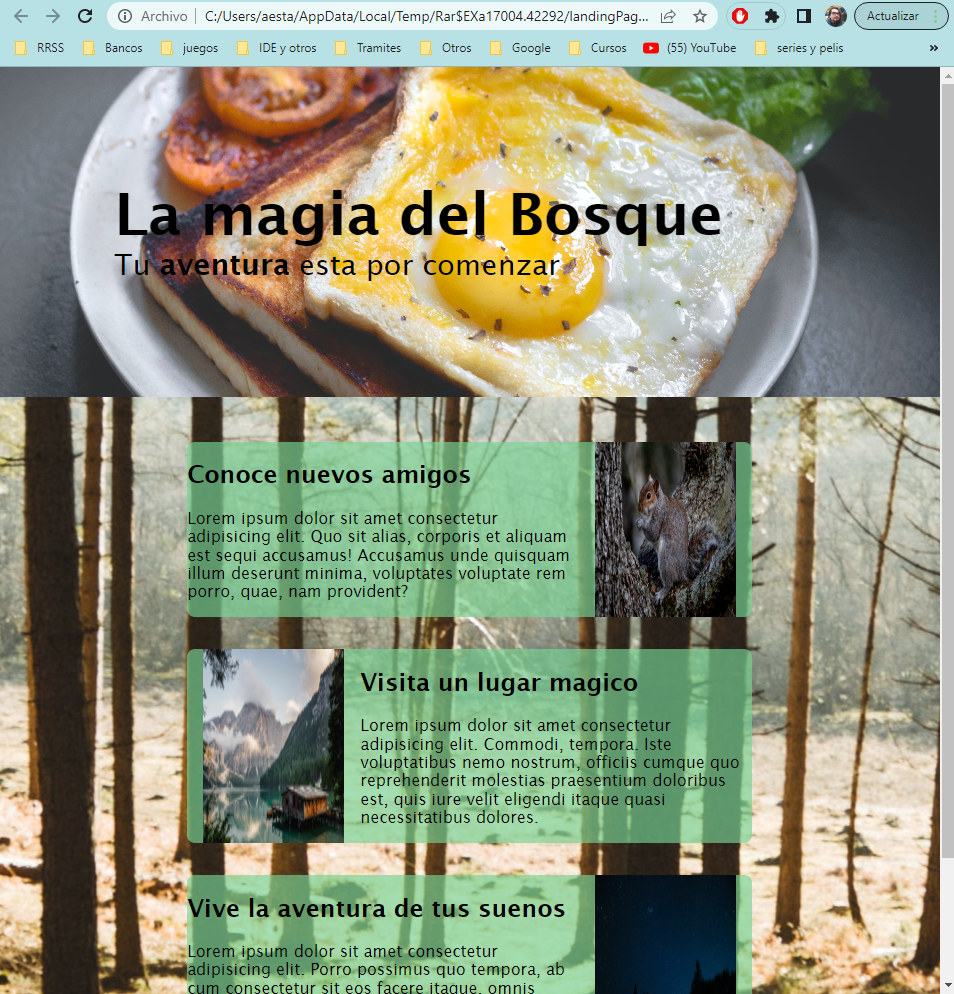 Archivo C:/Users/aesta/AppData/Local/Temp/Rar$EXa17004.42292/landingPag... Actualizar
RRSS Bancos juegos IDE y otros Tramites Otros Google Cursos (55) YouTube series y pelis »
La magia del Bosque
Tu aventura esta por comenzar
Conoce nuevos amigos
Lorem ipsum dolor sit amet consectetur
adipisicing elit. Quo sit alias, corporis et aliquam
est sequi accusamus! Accusamus unde quisquam
illum deserunt minima, voluptates voluptate rem
porro, quae, nam provident?
Visita un lugar magico
Lorem ipsum dolor sit amet consectetur
adipisicing elit. Commodi, tempora. Iste
voluptatibus nemo nostrum, officiis cumque quo
reprehenderit molestias praesentium doloribus
est, quis iure velit eligendi itaque quasi
necessitatibus dolores.
Vive la aventura de tus suenos
Lorem ipsum dolor sit amet consectetur
adipisicing elit. Porro possimus quo tempora, ab
cum consectetur sit eos facere itaque, omnis